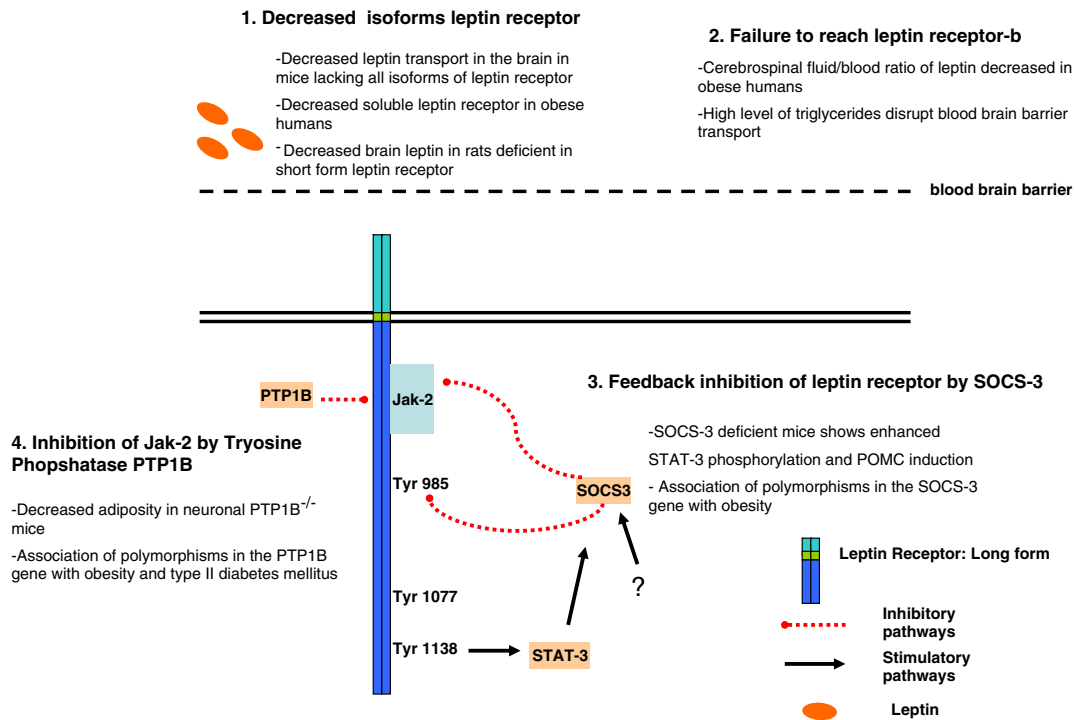 1. Decreased isoforms leptin receptor
-Decreased leptin transport in the brain in
mice lacking all isoforms of leptin receptor
-Decreased soluble leptin receptor in obese
humans
- Decreased brain leptin in rats deficient in
short form leptin receptor
2. Failure to reach leptin receptor-b
-Cerebrospinal fluid/blood ratio of leptin decreased in
obese humans
-High level of triglycerides disrupt blood brain barrier
transport
blood brain barrier
PTP1B
Jak-2
3. Feedback inhibition of leptin receptor by SOCS-3
-SOCS-3 deficient mice shows enhanced
STAT-3 phosphorylation and POMC induction
- Association of polymorphisms in the SOCS-3
gene with obesity
4. Inhibition of Jak-2 by Tryosine
Phopshatase PTP1B
-Decreased adiposity in neuronal PTP1B-/-
mice
-Association of polymorphisms in the PTP1B
gene with obesity and type II diabetes mellitus
Tyr 985
SOCS3
?
Tyr 1077
Tyr 1138
STAT-3
Leptin Receptor: Long form
Inhibitory
pathways
Stimulatory
pathways
Leptin